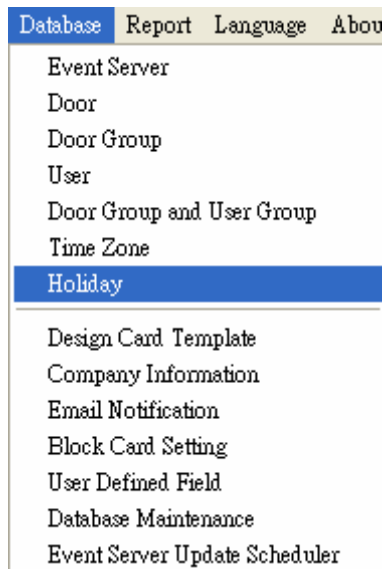 Database Report Language Abou
Event Server
Door
Door Group
User
Door Group and User Group
Time Zone
Holiday
Design Card Template
Company Information
Email Notification
Block Card Setting
User Defined Field
Database Maintenance
Event Server Update Scheduler